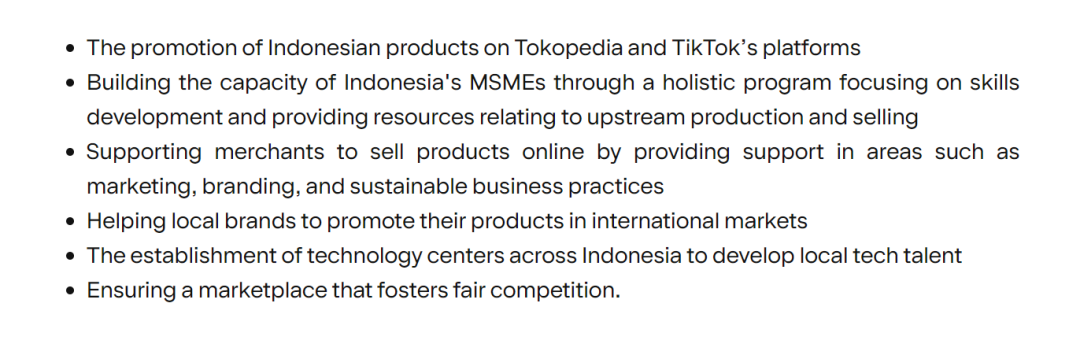 • The promotion of Indonesian products on Tokopedia and TikTok’s platforms
• Building the capacity of Indonesia's MSMEs through a holistic program focusing on skills
development and providing resources relating to upstream production and selling
• Supporting merchants to sell products online by providing support in areas such as
marketing, branding, and sustainable business practices
• Helping local brands to promote their products in international markets
• The establishment of technology centers across Indonesia to develop local tech talent
• Ensuring a marketplace that fosters fair competition.